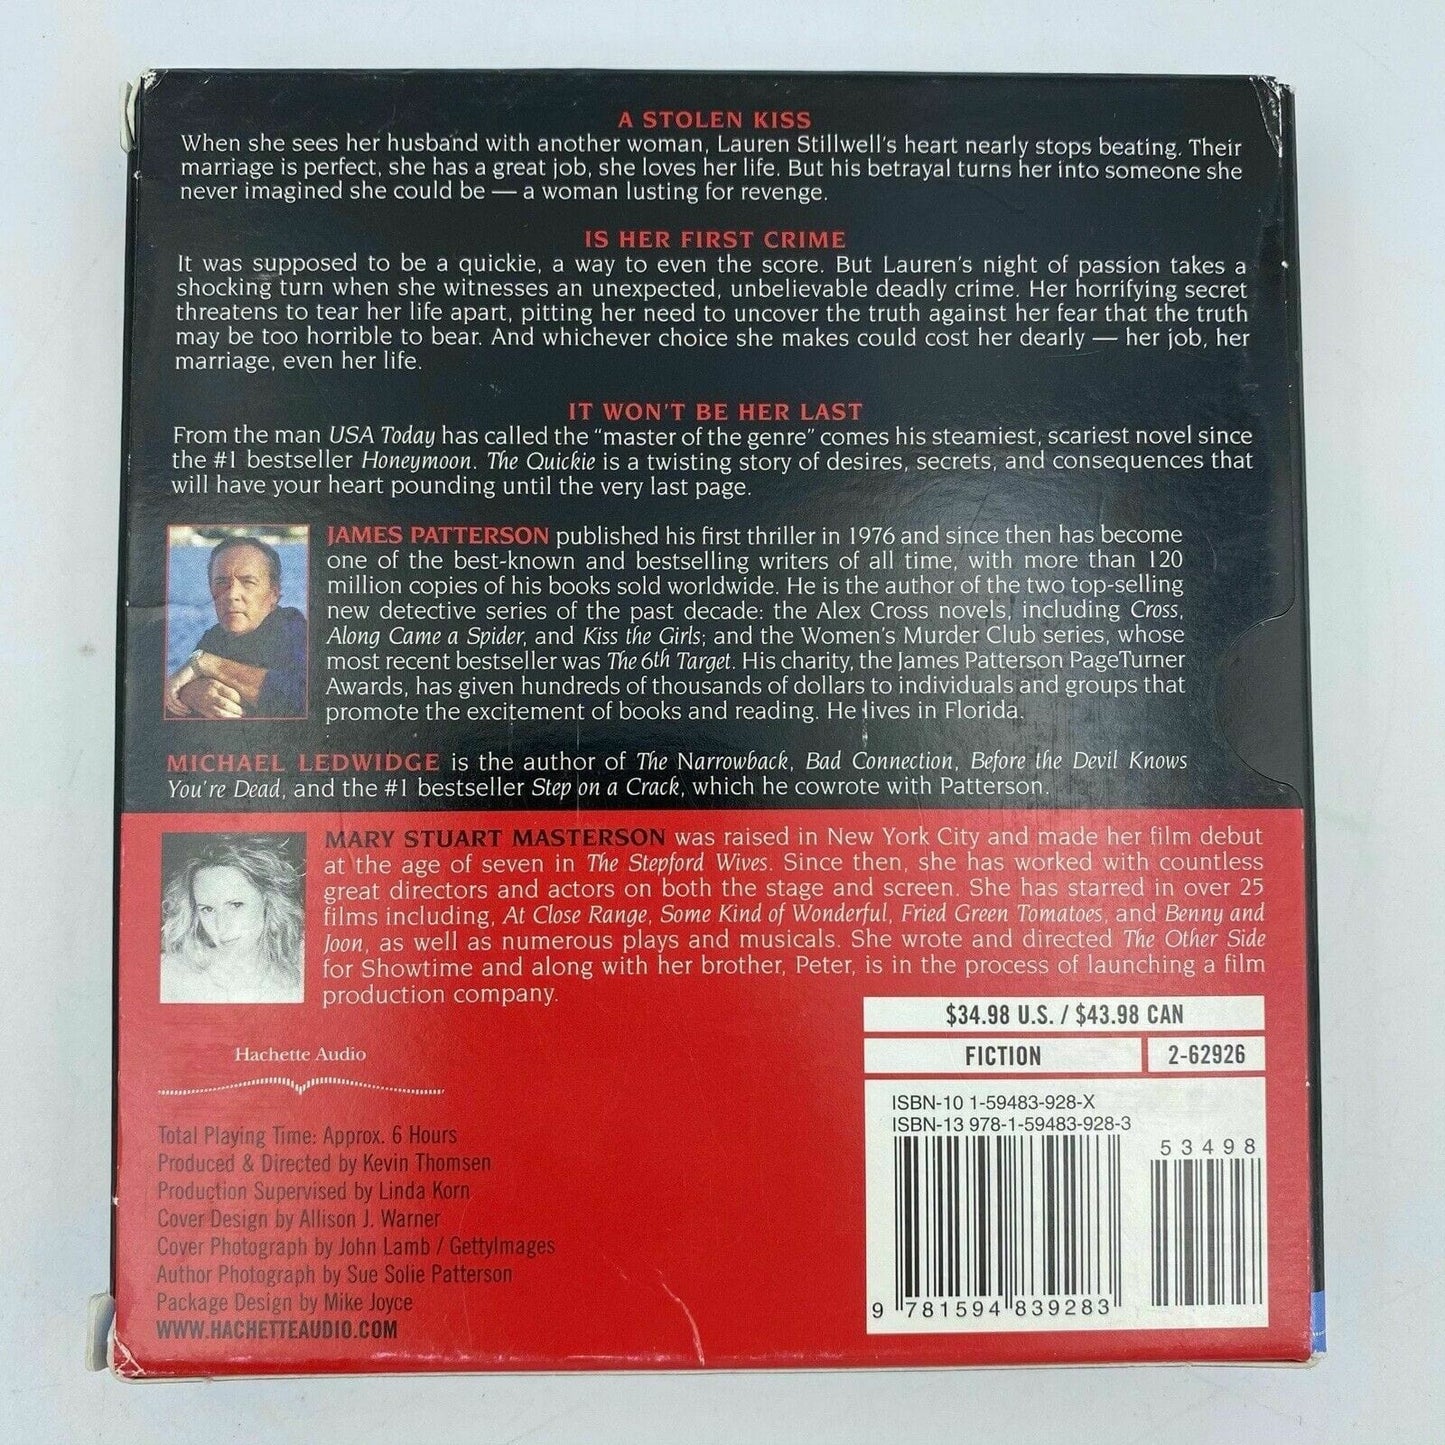 A STOLEN KISS
When she sees her husband with another woman, Lauren Stillwell's heart nearly stops beating. Their
marriage is perfect, she has a great job, she loves her life. But his betrayal turns her into someone she
never imagined she could be — a woman lusting for revenge.
IS HER FIRST CRIME
It was supposed to be a quickie, a way to even the score. But Lauren's night of passion takes a
shocking turn when she witnesses an unexpected, unbelievable deadly crime. Her horrifying secret
threatens to tear her life apart, pitting her need to uncover the truth against her fear that the truth
may be too horrible to bear. And whichever choice she makes could cost her dearly — her job, her
marriage, even her life.
IT WON'T BE HER LAST
From the man USA Today has called the "master of the genre" comes his steamiest, scariest novel since
the #1 bestseller Honeymoon. The Quickie is a twisting story of desires, secrets, and consequences that
will have your heart pounding until the very last page.
JAMES PATTERSON published his first thriller in 1976 and since then has become
one of the best-known and bestselling writers of all time, with more than 120
million copies of his books sold worldwide. He is the author of the two top-selling
new detective series of the past decade: the Alex Cross novels, including Cross,
Along Came a Spider, and Kiss the Girls; and the Women's Murder Club series, whose
most recent bestseller was The 6th Target. His charity, the James Patterson PageTurner
Awards, has given hundreds of thousands of dollars to individuals and groups that
promote the excitement of books and reading. He lives in Florida.
MICHAEL LEDWIDGE is the author of The Narrowback, Bad Connection, Before the Devil Knows
You're Dead, and the #1 bestseller Step on a Crack, which he cowrote with Patterson.
MARY STUART MASTERSON was raised in New York City and made her film debut
at the age of seven in The Stepford Wives. Since then, she has worked with countless
great directors and actors on both the stage and screen. She has starred in over 25
films including, At Close Range, Some Kind of Wonderful, Fried Green Tomatoes, and Benny and
Joon, as well as numerous plays and musicals. She wrote and directed The Other Side
for Showtime and along with her brother, Peter, is in the process of launching a film
production company.
Hachette Audio
Total Playing Time: Approx. 6 Hours
Produced & Directed by Kevin Thomsen
Production Supervised by Linda Korn
Cover Design by Allison J. Warner
Cover Photograph by John Lamb / GettyImages
Author Photograph by Sue Solie Patterson
Package Design by Mike Joyce
WWW.HACHETTEAUDIO.COM
$34.98 U.S. / $43.98 CAN
FICTION
2-62926
ISBN-10 1-59483-928-X
ISBN-13 978-1-59483-928-3
53498
9 781594 839283